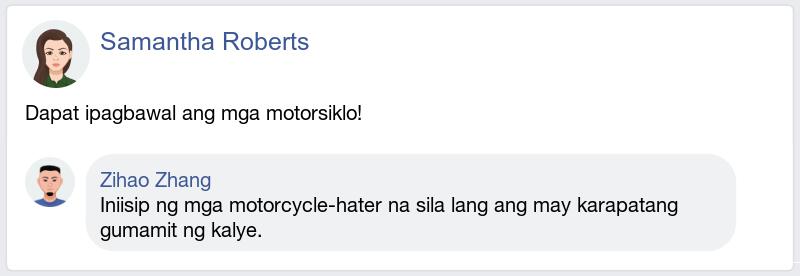 Samantha Roberts
Dapat ipagbawal ang mga motorsiklo!
Zihao Zhang
Iniisip ng mga motorcycle-hater na sila lang ang may karapatang
gumamit ng kalye.